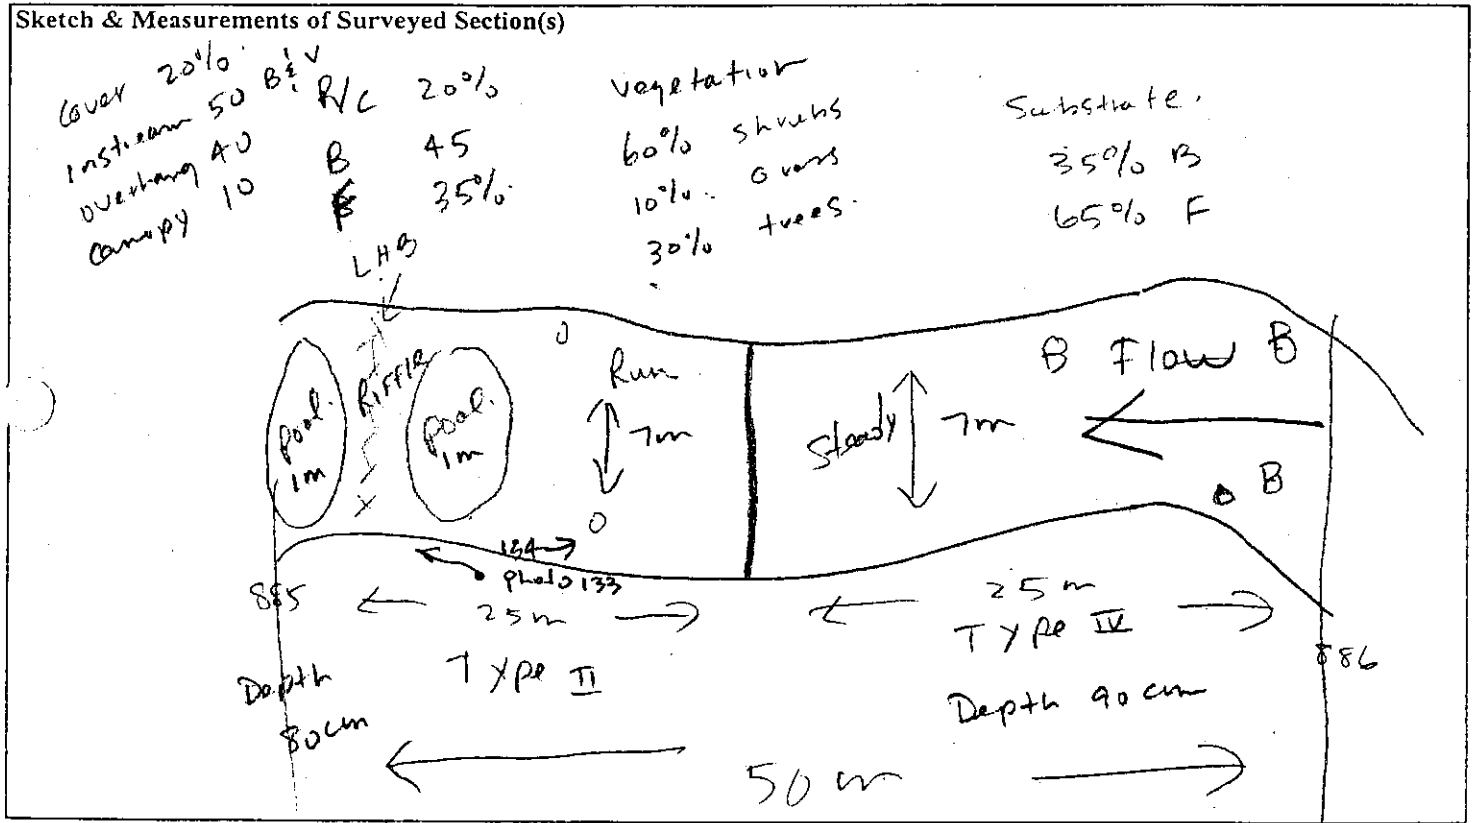 Sketch & Measurements of Surveyed Section(s)
Cover 20%
Instream 50 B & V
overhang 40
canopy 10
R/C 20%
B 45
35%
Vegetation
60% shrubs
10% Grass
30% trees.
Substrate.
35% B
65% F
LHB
Pool.
1m
Riffle
Pool.
1m
O
Run
7m
O
Steady
7m
B Flow B
B
134
photo 133
885
25m
Type II
Depth
80cm
25m
Type IV
Depth 90cm
886
50m